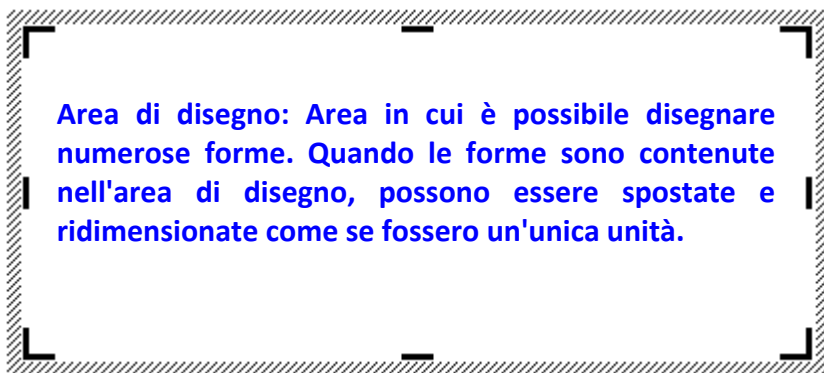 Area di disegno: Area in cui è possibile disegnare
numerose forme. Quando le forme sono contenute
nell'area di disegno, possono essere spostate e
ridimensionate come se fossero un'unica unità.